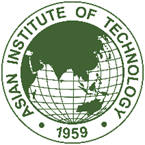 • ASIAN INSTITUTE OF TECHNOLOGY •
1959